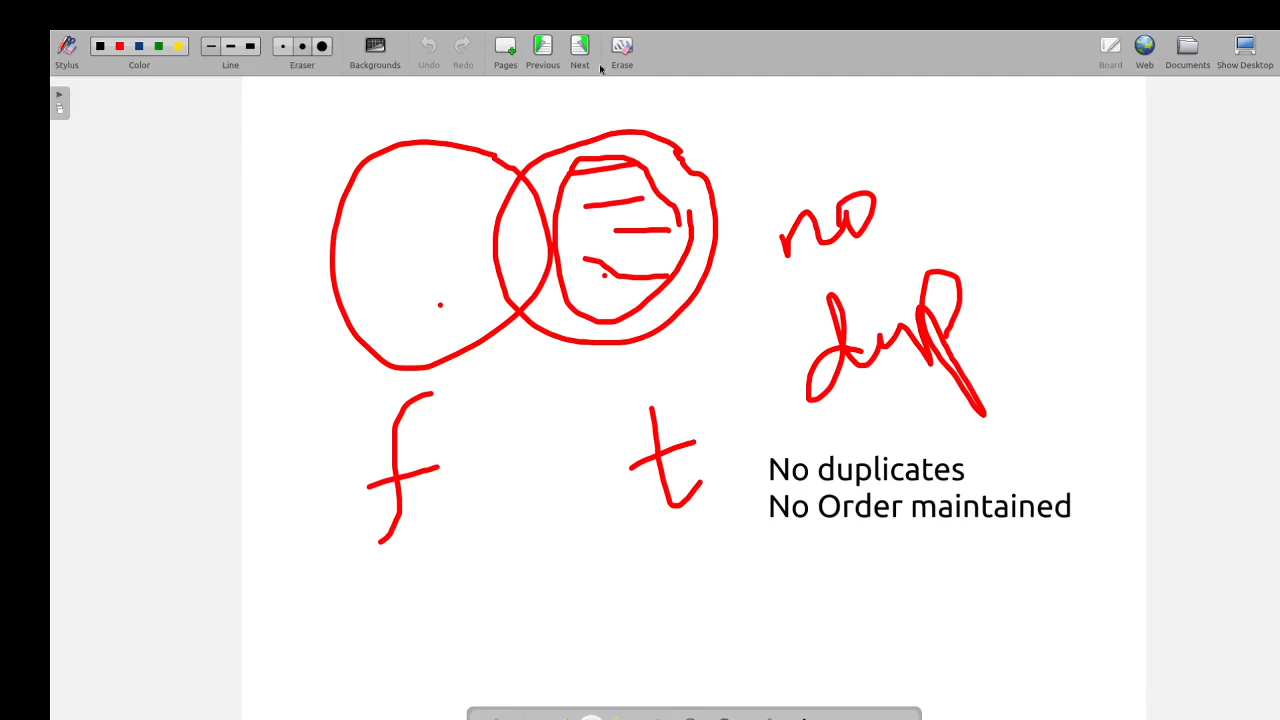 Stylus Color Line Eraser Backgrounds Undo Redo Pages Previous Next Erase Board Web Documents Show Desktop
no
dup
f t
No duplicates
No Order maintained